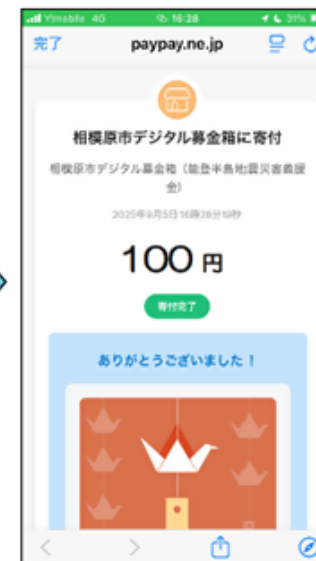 Y!mobile 4G 16:28 31%
完了 paypay.ne.jp
相模原市デジタル募金箱に寄付
相模原市デジタル募金箱（能登半島地震災害義援
金）
2025年9月5日 16時28分19秒
100 円
寄付完了
ありがとうございました！